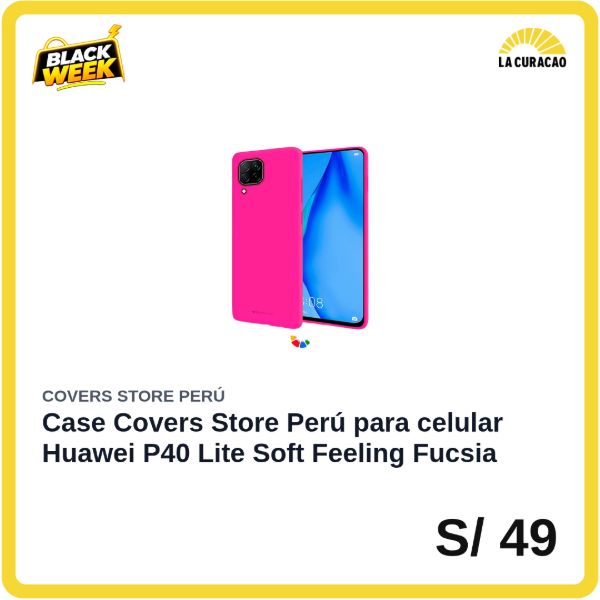 BLACK
WEEK
LA CURACAO
COVERS STORE PERÚ
Case Covers Store Perú para celular
Huawei P40 Lite Soft Feeling Fucsia
S/ 49